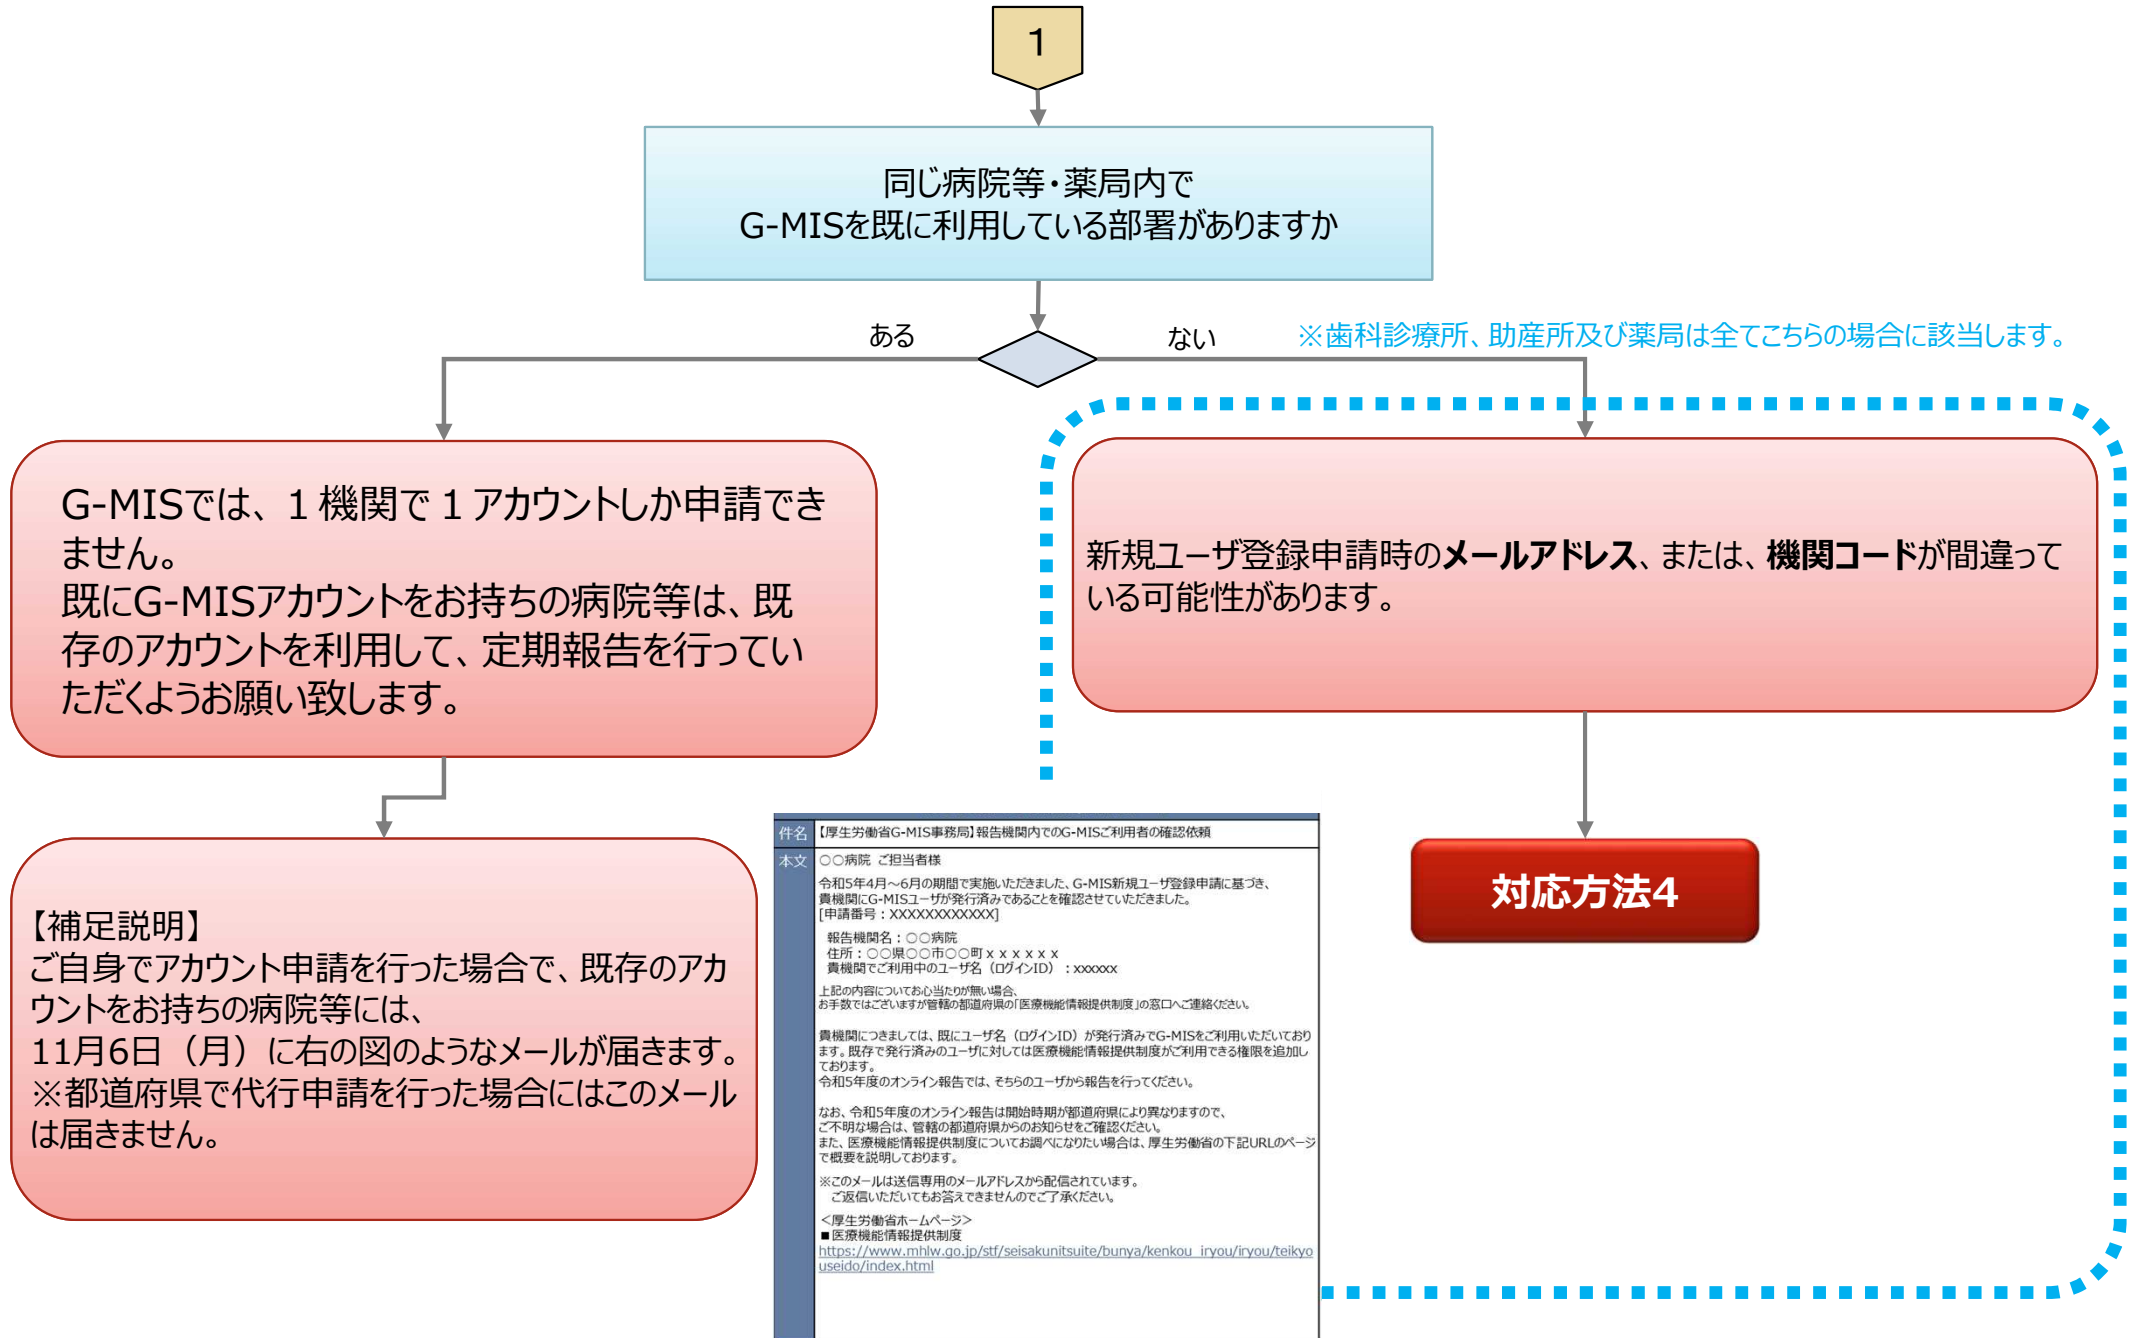 1
同じ病院等・薬局内で
G-MISを既に利用している部署がありますか
ある
ない
※歯科診療所、助産所及び薬局は全てこちらの場合に該当します。
G-MISでは、１機関で１アカウントしか申請でき
ません。
既にG-MISアカウントをお持ちの病院等は、既
存のアカウントを利用して、定期報告を行ってい
ただくようお願い致します。
新規ユーザ登録申請時のメールアドレス、または、機関コードが間違って
いる可能性があります。
【補足説明】
ご自身でアカウント申請を行った場合で、既存のアカ
ウントをお持ちの病院等には、
11月6日（月）に右の図のようなメールが届きます。
※都道府県で代行申請を行った場合にはこのメール
は届きません。
件名 【厚生労働省G-MIS事務局】報告機関内でのG-MISご利用者の確認依頼
本文 ○○病院 ご担当者様
令和5年4月～6月の期間で実施いただきました、G-MIS新規ユーザ登録申請に基づき、
貴機関にG-MISユーザが発行済みであることを確認させていただきました。
[申請番号：XXXXXXXXXXXX]
報告機関名：○○病院
住所：○○県○○市○○町ｘｘｘｘｘｘ
貴機関でご利用中のユーザ名（ログインID）：xxxxxx
上記の内容についてお心当たりが無い場合、
お手数ではございますが管轄の都道府県の「医療機能情報提供制度」の窓口へご連絡ください。
貴機関につきましては、既にユーザ名（ログインID）が発行済みでG-MISをご利用いただいており
ます。既存で発行済みのユーザに対しては医療機能情報提供制度がご利用できる権限を追加し
ております。
令和5年度のオンライン報告では、そちらのユーザから報告を行ってください。
なお、令和5年度のオンライン報告は開始時期が都道府県により異なりますので、
ご不明な場合は、管轄の都道府県からのお知らせをご確認ください。
また、医療機能情報提供制度についてお調べになりたい場合は、厚生労働省の下記URLのページ
で概要を説明しております。
※このメールは送信専用のメールアドレスから配信されています。
ご返信いただいてもお答えできませんのでご了承ください。
＜厚生労働省ホームページ＞
■医療機能情報提供制度
https://www.mhlw.go.jp/stf/seisakunitsuite/bunya/kenkou_iryou/iryou/teikyo
useido/index.html
対応方法4